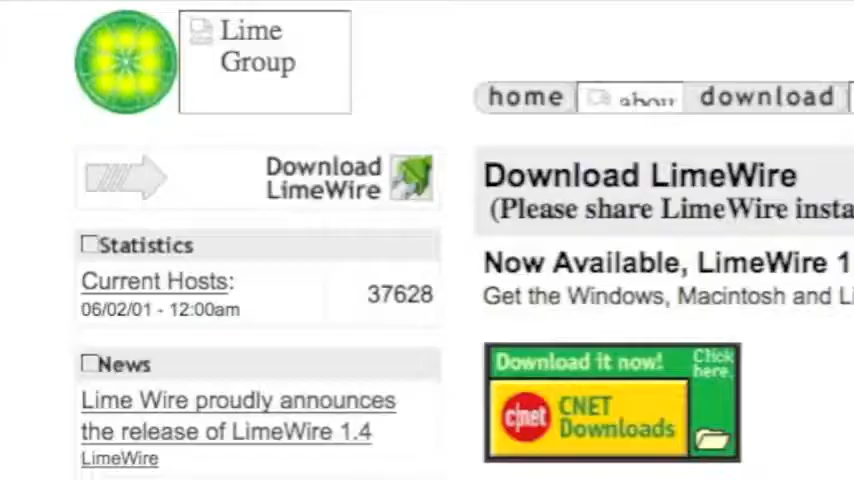 Lime
Group
home
download
Download
LimeWire
Download LimeWire
(Please share LimeWire insta
Statistics
Now Available, LimeWire 1
Current Hosts:
37628
06/02/01 - 12:00am
Get the Windows, Macintosh and Li
News
Download it now!
Click
here.
Lime Wire proudly announces
the release of LimeWire 1.4
LimeWire
c|net
CNET
Downloads